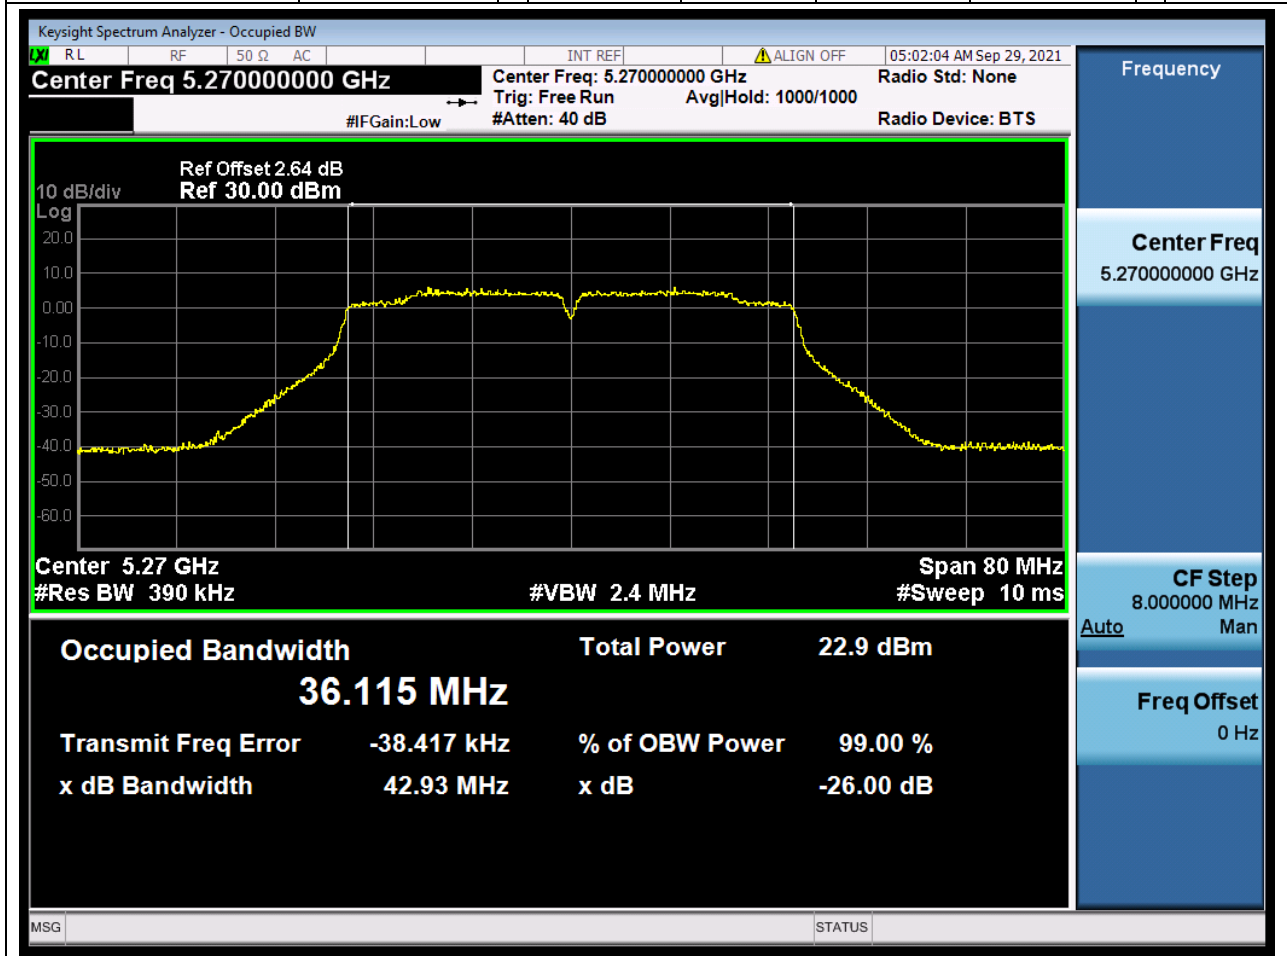 Keysight Spectrum Analyzer - Occupied BW
LXI RL RF 50 Ω AC INT REF ALIGN OFF 05:02:04 AM Sep 29, 2021
Center Freq 5.270000000 GHz
Center Freq: 5.270000000 GHz Radio Std: None
Trig: Free Run Avg|Hold: 1000/1000
#IFGain:Low #Atten: 40 dB Radio Device: BTS
Ref Offset 2.64 dB
10 dB/div Ref 30.00 dBm
Log
20.0
10.0
0.00
-10.0
-20.0
-30.0
-40.0
-50.0
-60.0
Center 5.27 GHz Span 80 MHz
#Res BW 390 kHz #VBW 2.4 MHz #Sweep 10 ms
Occupied Bandwidth Total Power 22.9 dBm
36.115 MHz
Transmit Freq Error -38.417 kHz % of OBW Power 99.00 %
x dB Bandwidth 42.93 MHz x dB -26.00 dB
MSG STATUS
Frequency
Center Freq
5.270000000 GHz
CF Step
8.000000 MHz
Auto Man
Freq Offset
0 Hz